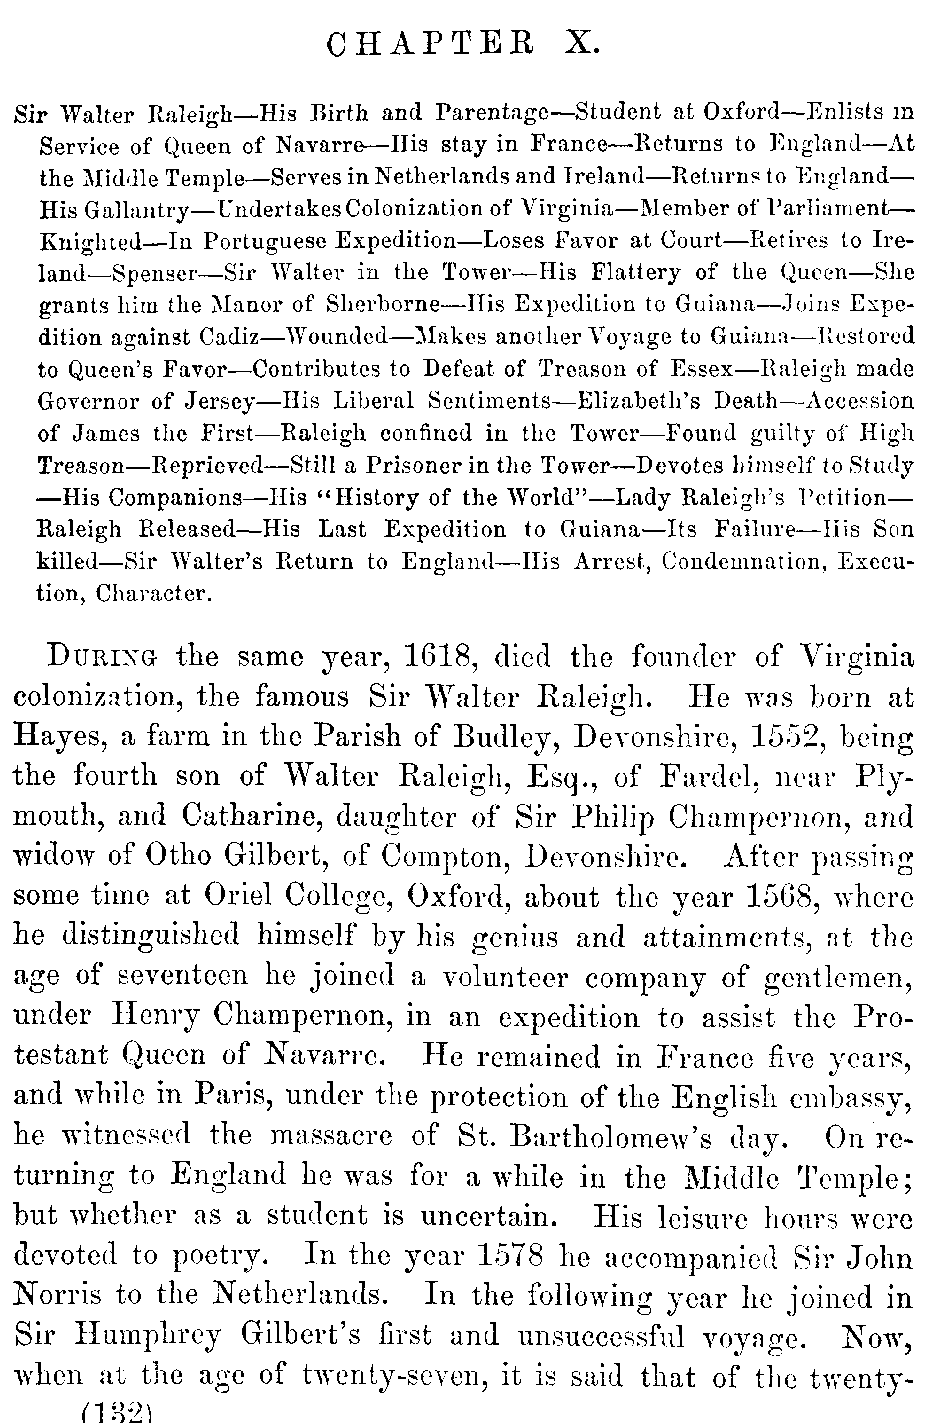 CHAPTER X.
Sir Walter Raleigh—His Birth and Parentage—Student at Oxford—Enlists in
Service of Queen of Navarre—His stay in France—Returns to England—At
the Middle Temple—Serves in Netherlands and Ireland—Returns to England—
His Gallantry—Undertakes Colonization of Virginia—Member of Parliament—
Knighted—In Portuguese Expedition—Loses Favor at Court—Retires to Ire-
land—Spenser—Sir Walter in the Tower—His Flattery of the Queen—She
grants him the Manor of Sherborne—His Expedition to Guiana—Joins Expe-
dition against Cadiz—Wounded—Makes another Voyage to Guiana—Restored
to Queen's Favor—Contributes to Defeat of Treason of Essex—Raleigh made
Governor of Jersey—His Liberal Sentiments—Elizabeth's Death—Accession
of James the First—Raleigh confined in the Tower—Found guilty of High
Treason—Reprieved—Still a Prisoner in the Tower—Devotes himself to Study
—His Companions—His "History of the World"—Lady Raleigh's Petition—
Raleigh Released—His Last Expedition to Guiana—Its Failure—His Son
killed—Sir Walter's Return to England—His Arrest, Condemnation, Execu-
tion, Character.
DURING the same year, 1618, died the founder of Virginia
colonization, the famous Sir Walter Raleigh. He was born at
Hayes, a farm in the Parish of Budley, Devonshire, 1552, being
the fourth son of Walter Raleigh, Esq., of Fardel, near Ply-
mouth, and Catharine, daughter of Sir Philip Champernon, and
widow of Otho Gilbert, of Compton, Devonshire. After passing
some time at Oriel College, Oxford, about the year 1568, where
he distinguished himself by his genius and attainments, at the
age of seventeen he joined a volunteer company of gentlemen,
under Henry Champernon, in an expedition to assist the Pro-
testant Queen of Navarre. He remained in France five years,
and while in Paris, under the protection of the English embassy,
he witnessed the massacre of St. Bartholomew's day. On re-
turning to England he was for a while in the Middle Temple;
but whether as a student is uncertain. His leisure hours were
devoted to poetry. In the year 1578 he accompanied Sir John
Norris to the Netherlands. In the following year he joined in
Sir Humphrey Gilbert's first and unsuccessful voyage. Now,
when at the age of twenty-seven, it is said that of the twenty-
(132)